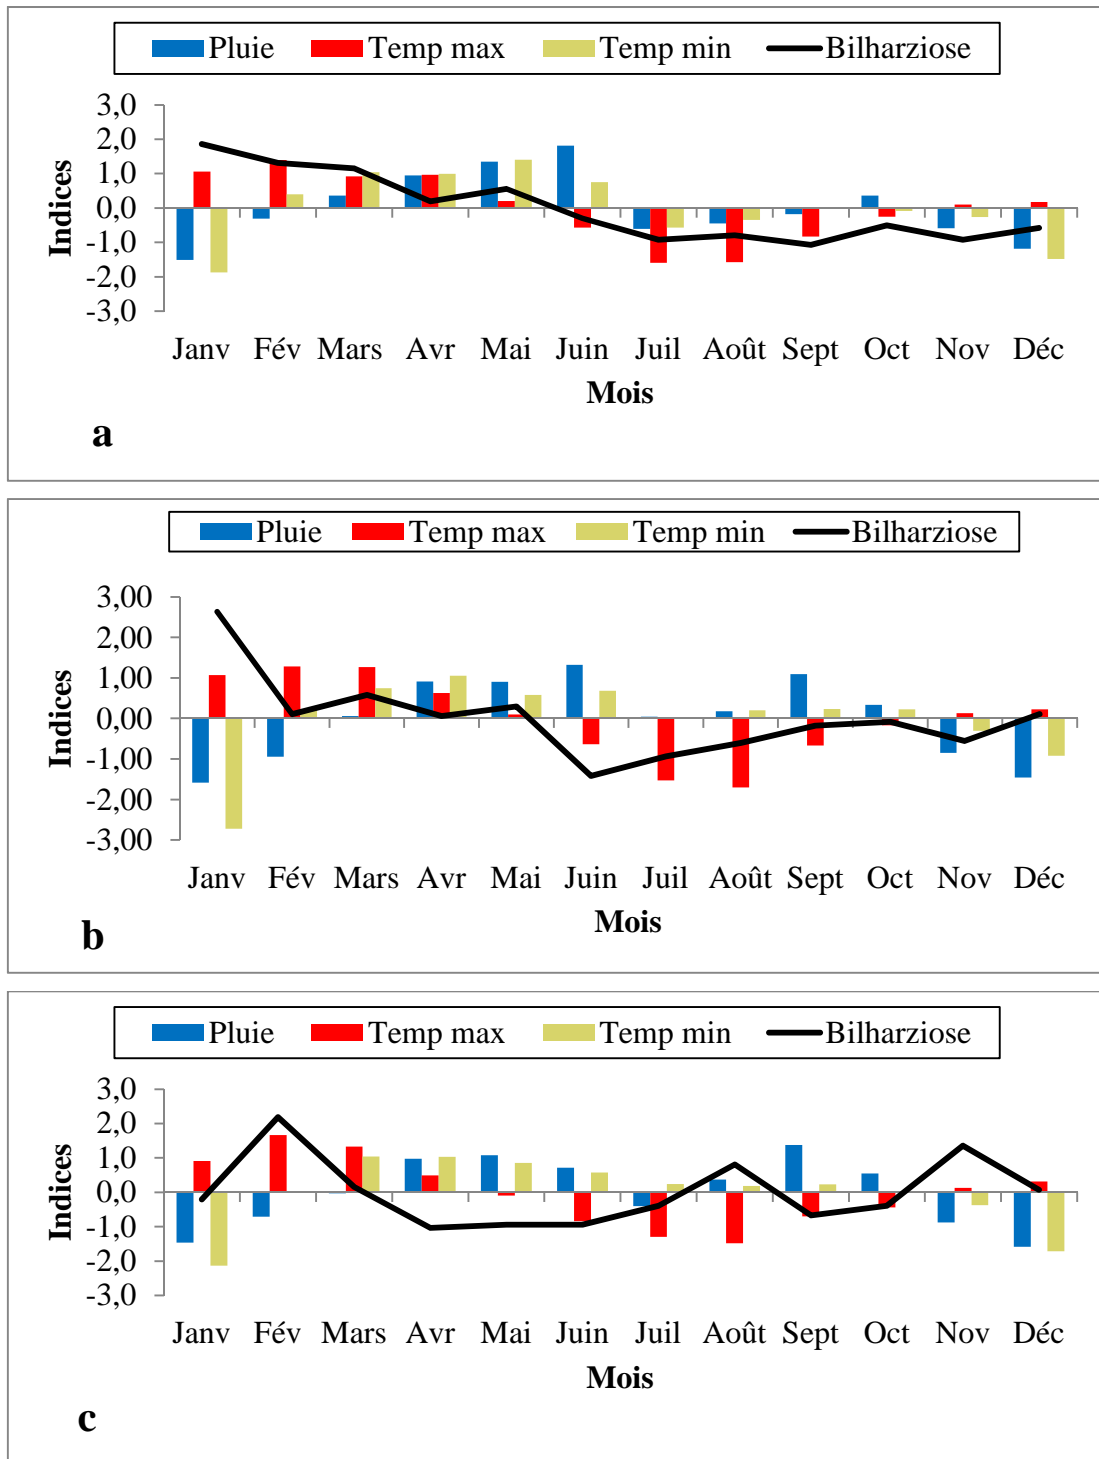 Pluie Temp max Temp min Bilharziose
3,0
2,0
1,0
0,0
-1,0
-2,0
-3,0
Indices
Janv Fév Mars Avr Mai Juin Juil Août Sept Oct Nov Déc
Mois
a
Pluie Temp max Temp min Bilharziose
3,00
2,00
1,00
0,00
-1,00
-2,00
-3,00
Indices
Janv Fév Mars Avr Mai Juin Juil Août Sept Oct Nov Déc
Mois
b
Pluie Temp max Temp min Bilharziose
3,0
2,0
1,0
0,0
-1,0
-2,0
-3,0
Indices
Janv Fév Mars Avr Mai Juin Juil Août Sept Oct Nov Déc
Mois
c